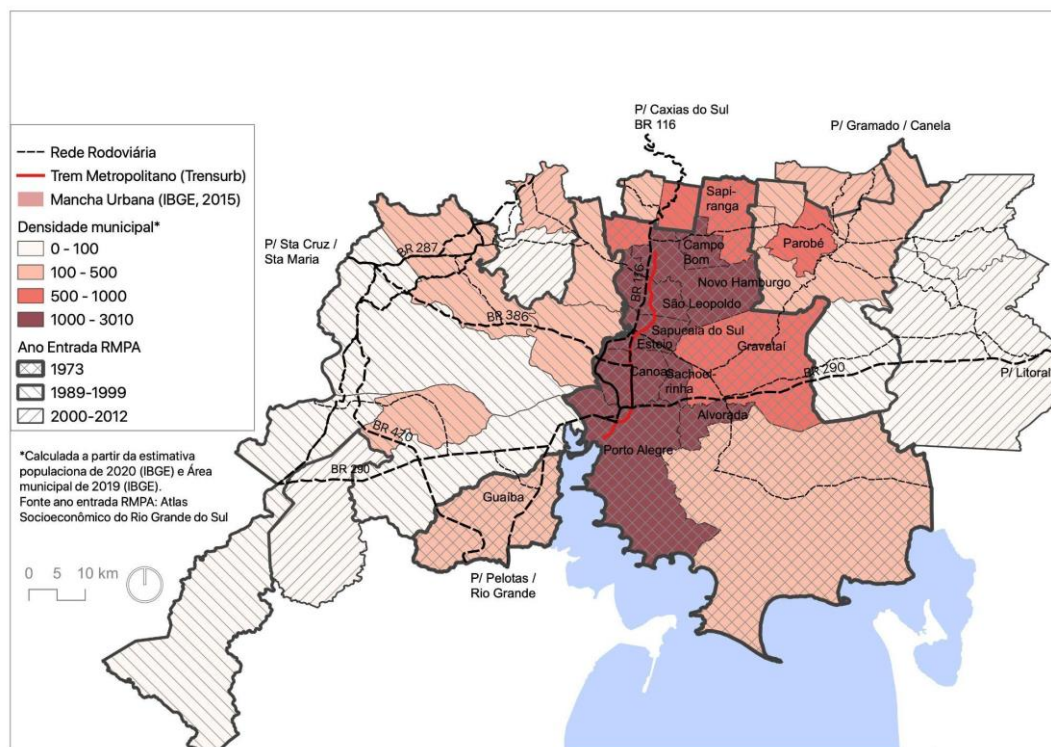 P/ Caxias do Sul
BR 116
P/ Gramado / Canela
Rede Rodoviária
Trem Metropolitano (Trensurb)
Mancha Urbana (IBGE, 2015)
Densidade municipal*
0 - 100
100 - 500
500 - 1000
1000 - 3010
Ano Entrada RMPA
1973
1989-1999
2000-2012
*Calculada a partir da estimativa
populaciona de 2020 (IBGE) e Área
municipal de 2019 (IBGE).
Fonte ano entrada RMPA: Atlas
Socioeconômico do Rio Grande do Sul
0 5 10 km
P/ Sta Cruz /
Sta Maria
BR 287
BR 386
BR 116
Sapi-
ranga
Campo
Bom
Parobé
Novo Hamburgo
São Leopoldo
Sapucaia do Sul
Esteio
Gravataí
Canoas
Cachoei-
rinha
BR 290
P/ Litoral
Alvorada
Porto Alegre
BR 470
BR 290
Guaíba
P/ Pelotas /
Rio Grande